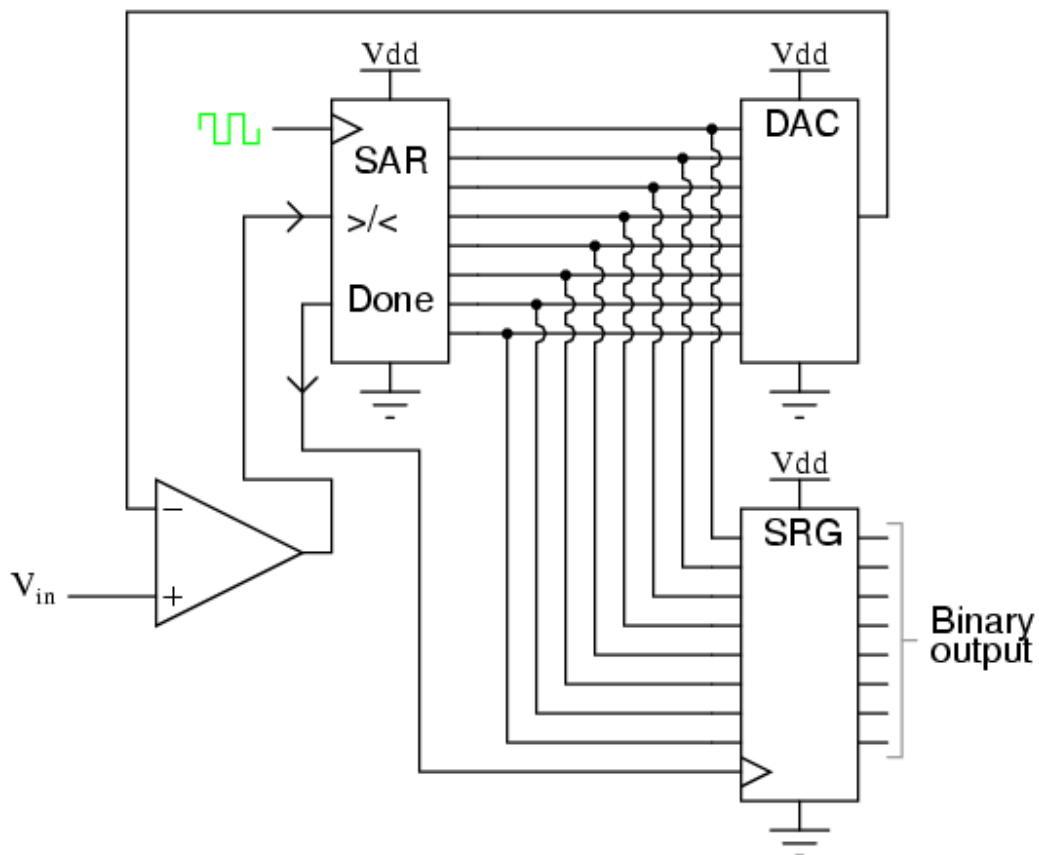 Vdd
Vdd
SAR
DAC
>/<
Done
Vdd
−
SRG
Vin
+
Binary
output